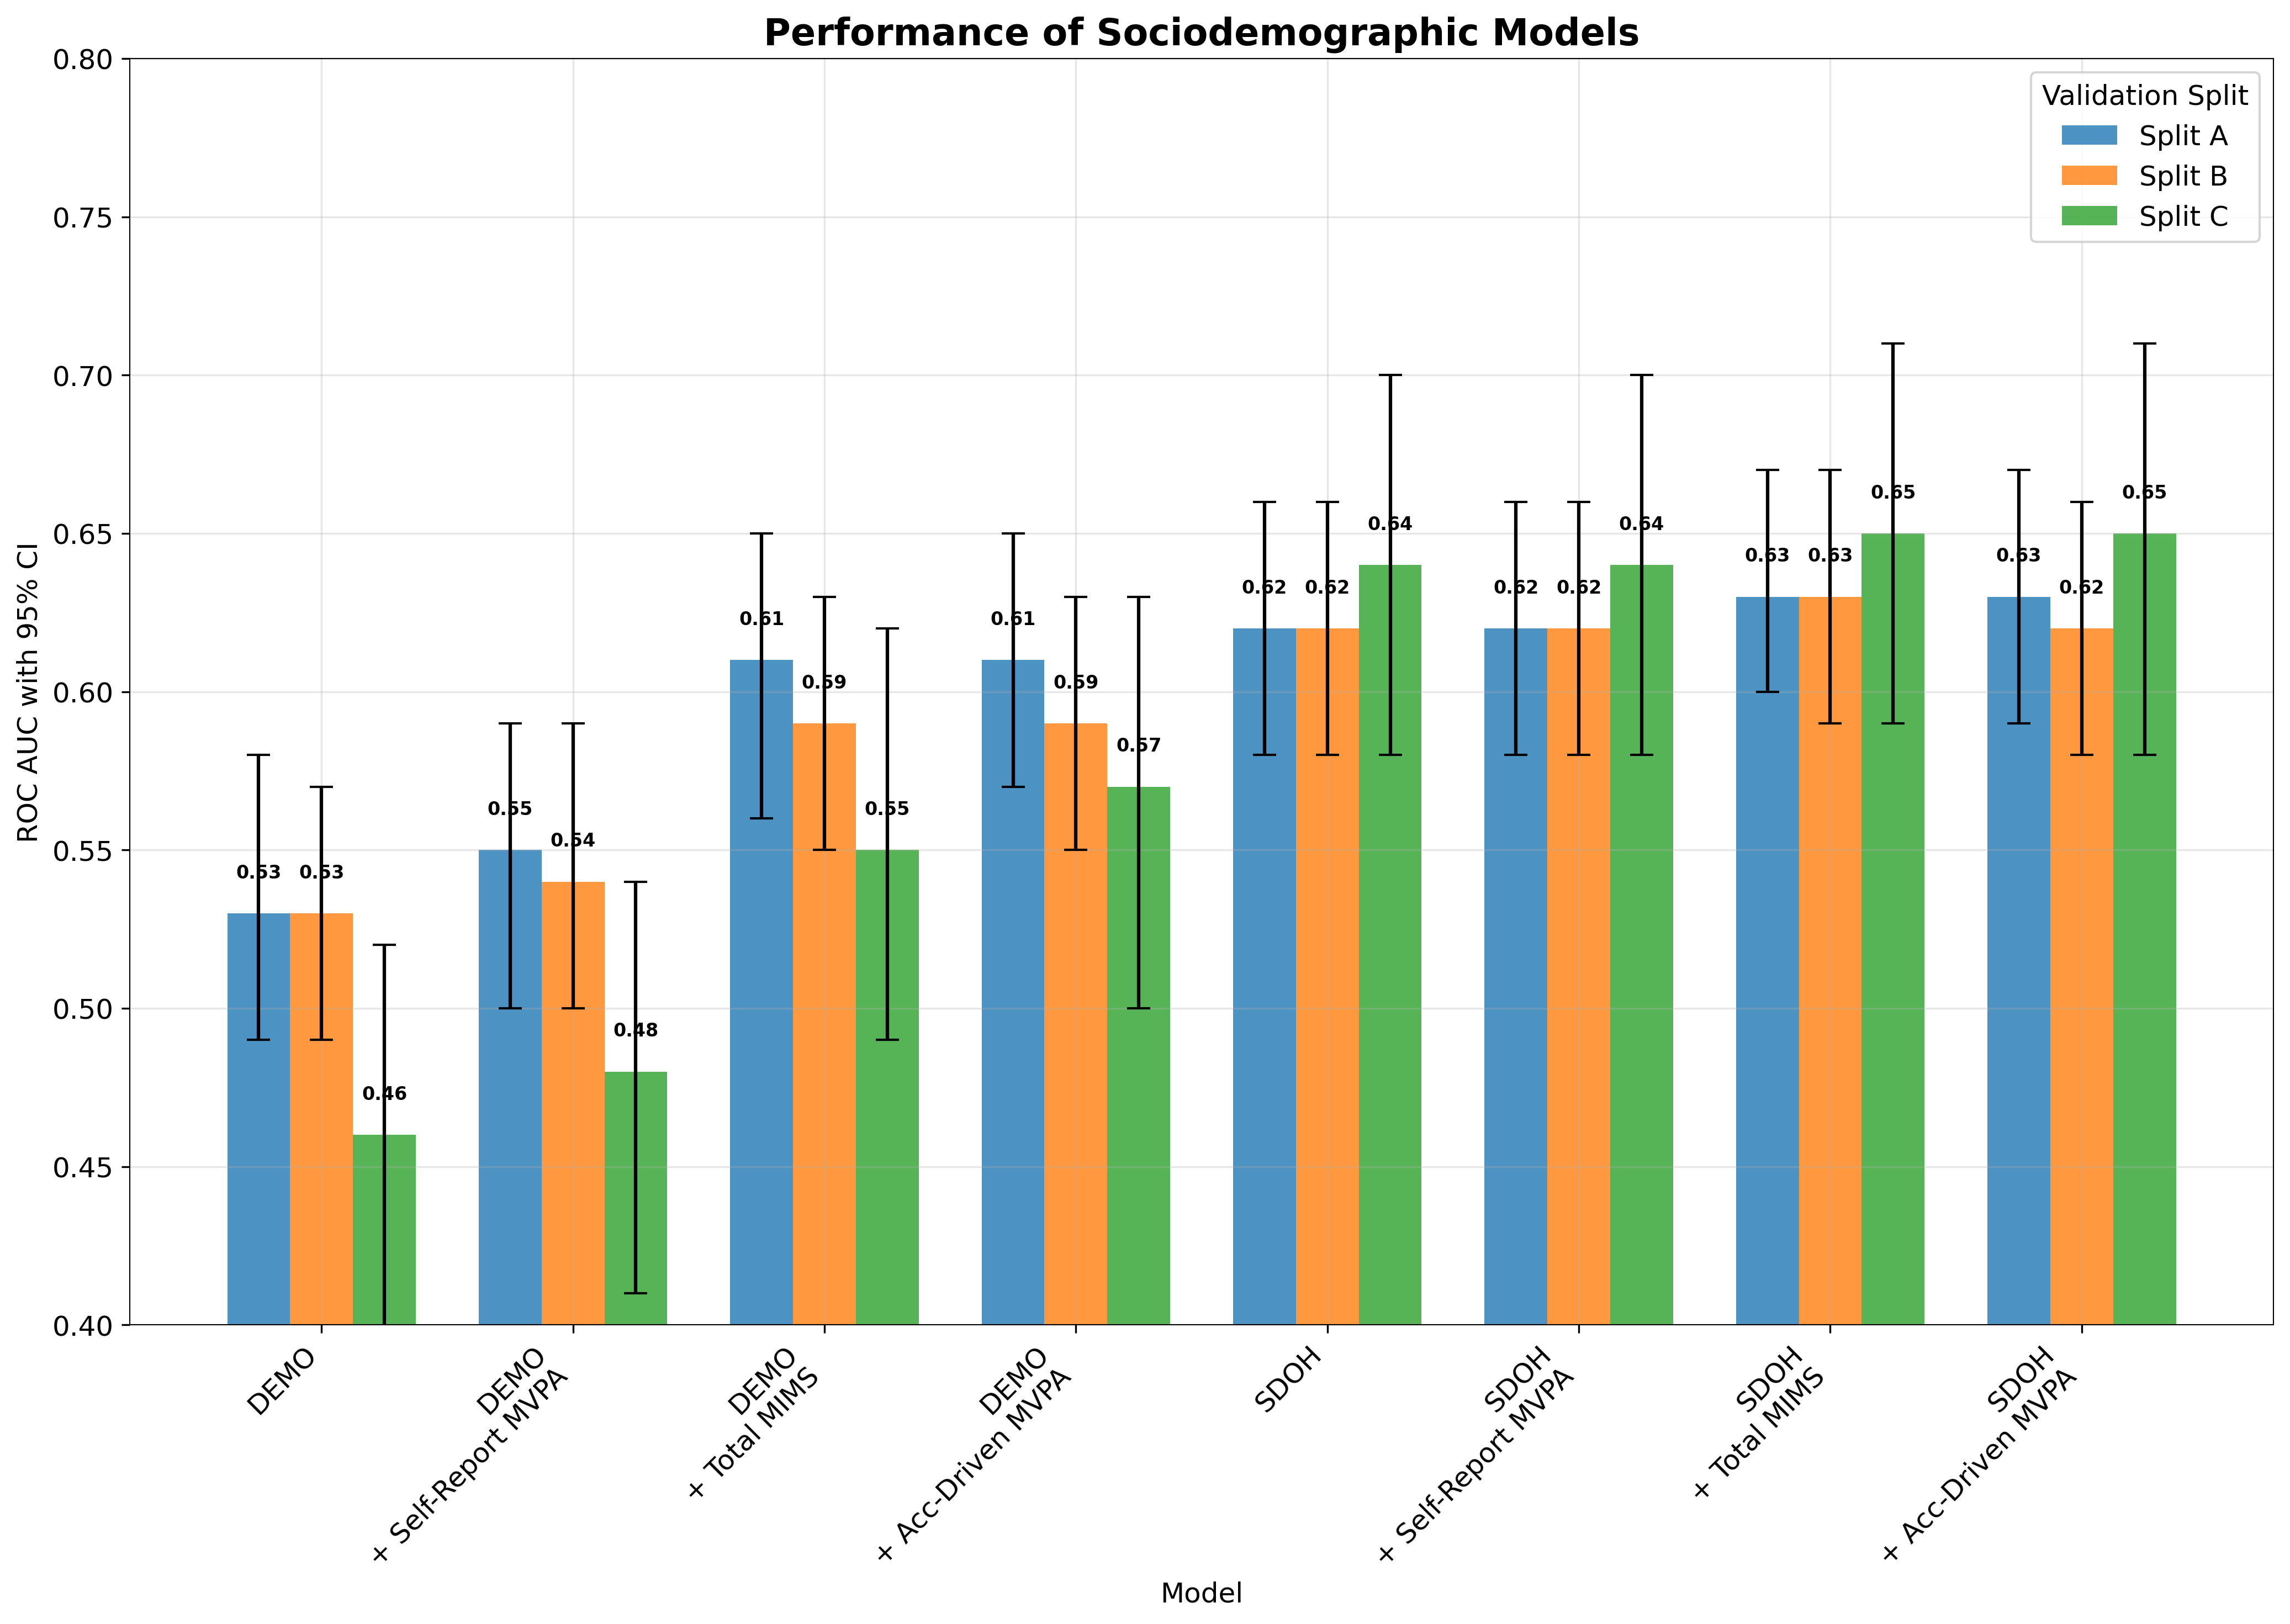 Performance of Sociodemographic Models
ROC AUC with 95% CI
0.80
0.75
0.70
0.65
0.60
0.55
0.50
0.45
0.40
Validation Split
Split A
Split B
Split C
0.53
0.53
0.46
0.55
0.54
0.48
0.61
0.59
0.55
0.61
0.59
0.57
0.62
0.62
0.64
0.62
0.62
0.64
0.63
0.63
0.65
0.63
0.62
0.65
DEMO
DEMO
+ Self-Report MVPA
DEMO
+ Total MIMS
DEMO
+ Acc-Driven MVPA
SDOH
SDOH
+ Self-Report MVPA
SDOH
+ Total MIMS
SDOH
+ Acc-Driven MVPA
Model